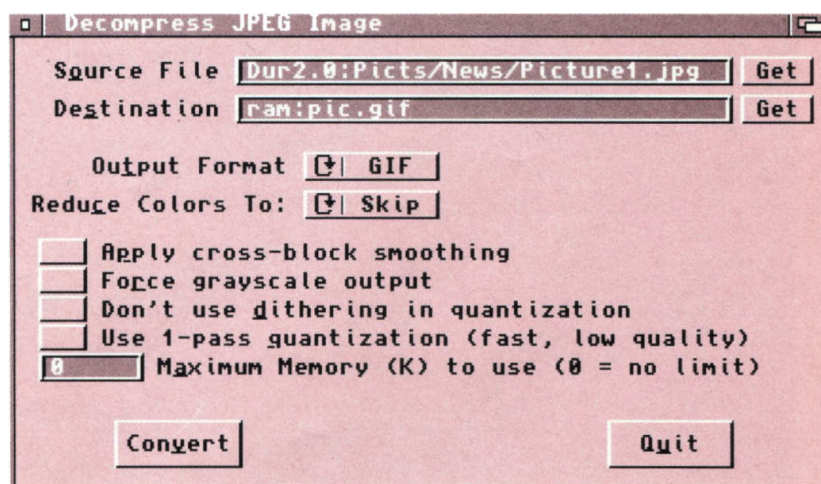 Decompress JPEG Image
Source File Dur2.0:Picts/News/Picture1.jpg Get
Destination ram:pic.gif Get
Output Format GIF
Reduce Colors To: Skip
Apply cross-block smoothing
Force grayscale output
Don't use dithering in quantization
Use 1-pass quantization (fast, low quality)
0 Maximum Memory (K) to use (0 = no limit)
Convert Quit